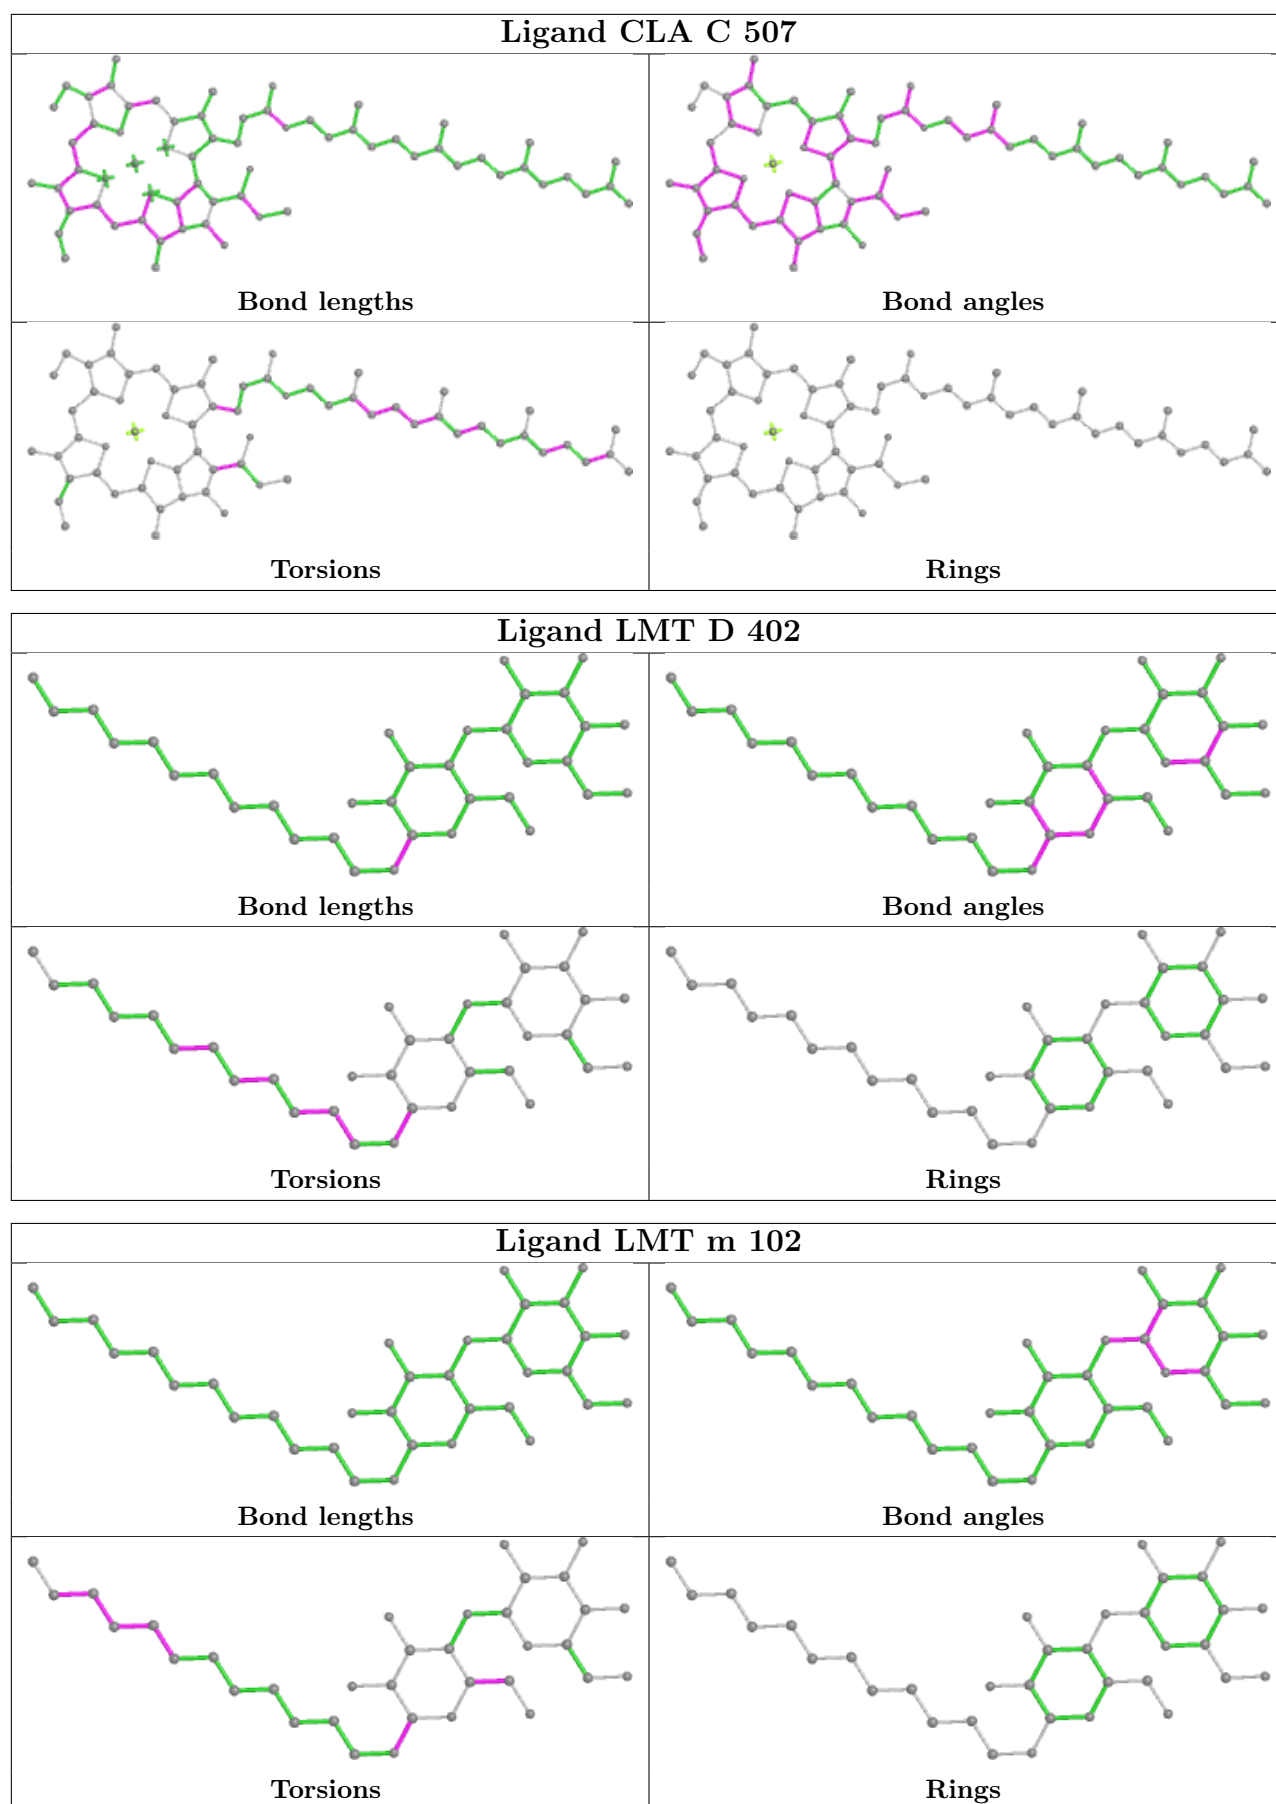 Ligand CLA C 507
Bond lengths
Bond angles
Torsions
Rings
Ligand LMT D 402
Bond lengths
Bond angles
Torsions
Rings
Ligand LMT m 102
Bond lengths
Bond angles
Torsions
Rings